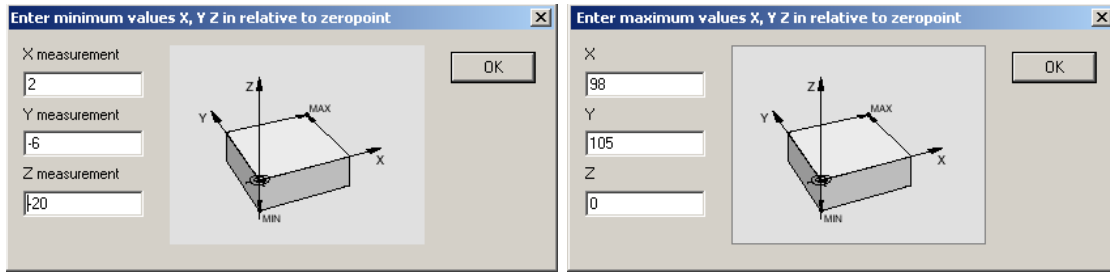 Enter minimum values X, Y Z in relative to zeropoint
X measurement
2
Y measurement
-6
Z measurement
-20
OK
Z
Y
MAX
X
MIN
Enter maximum values X, Y Z in relative to zeropoint
X
98
Y
105
Z
0
OK
Z
Y
MAX
X
MIN